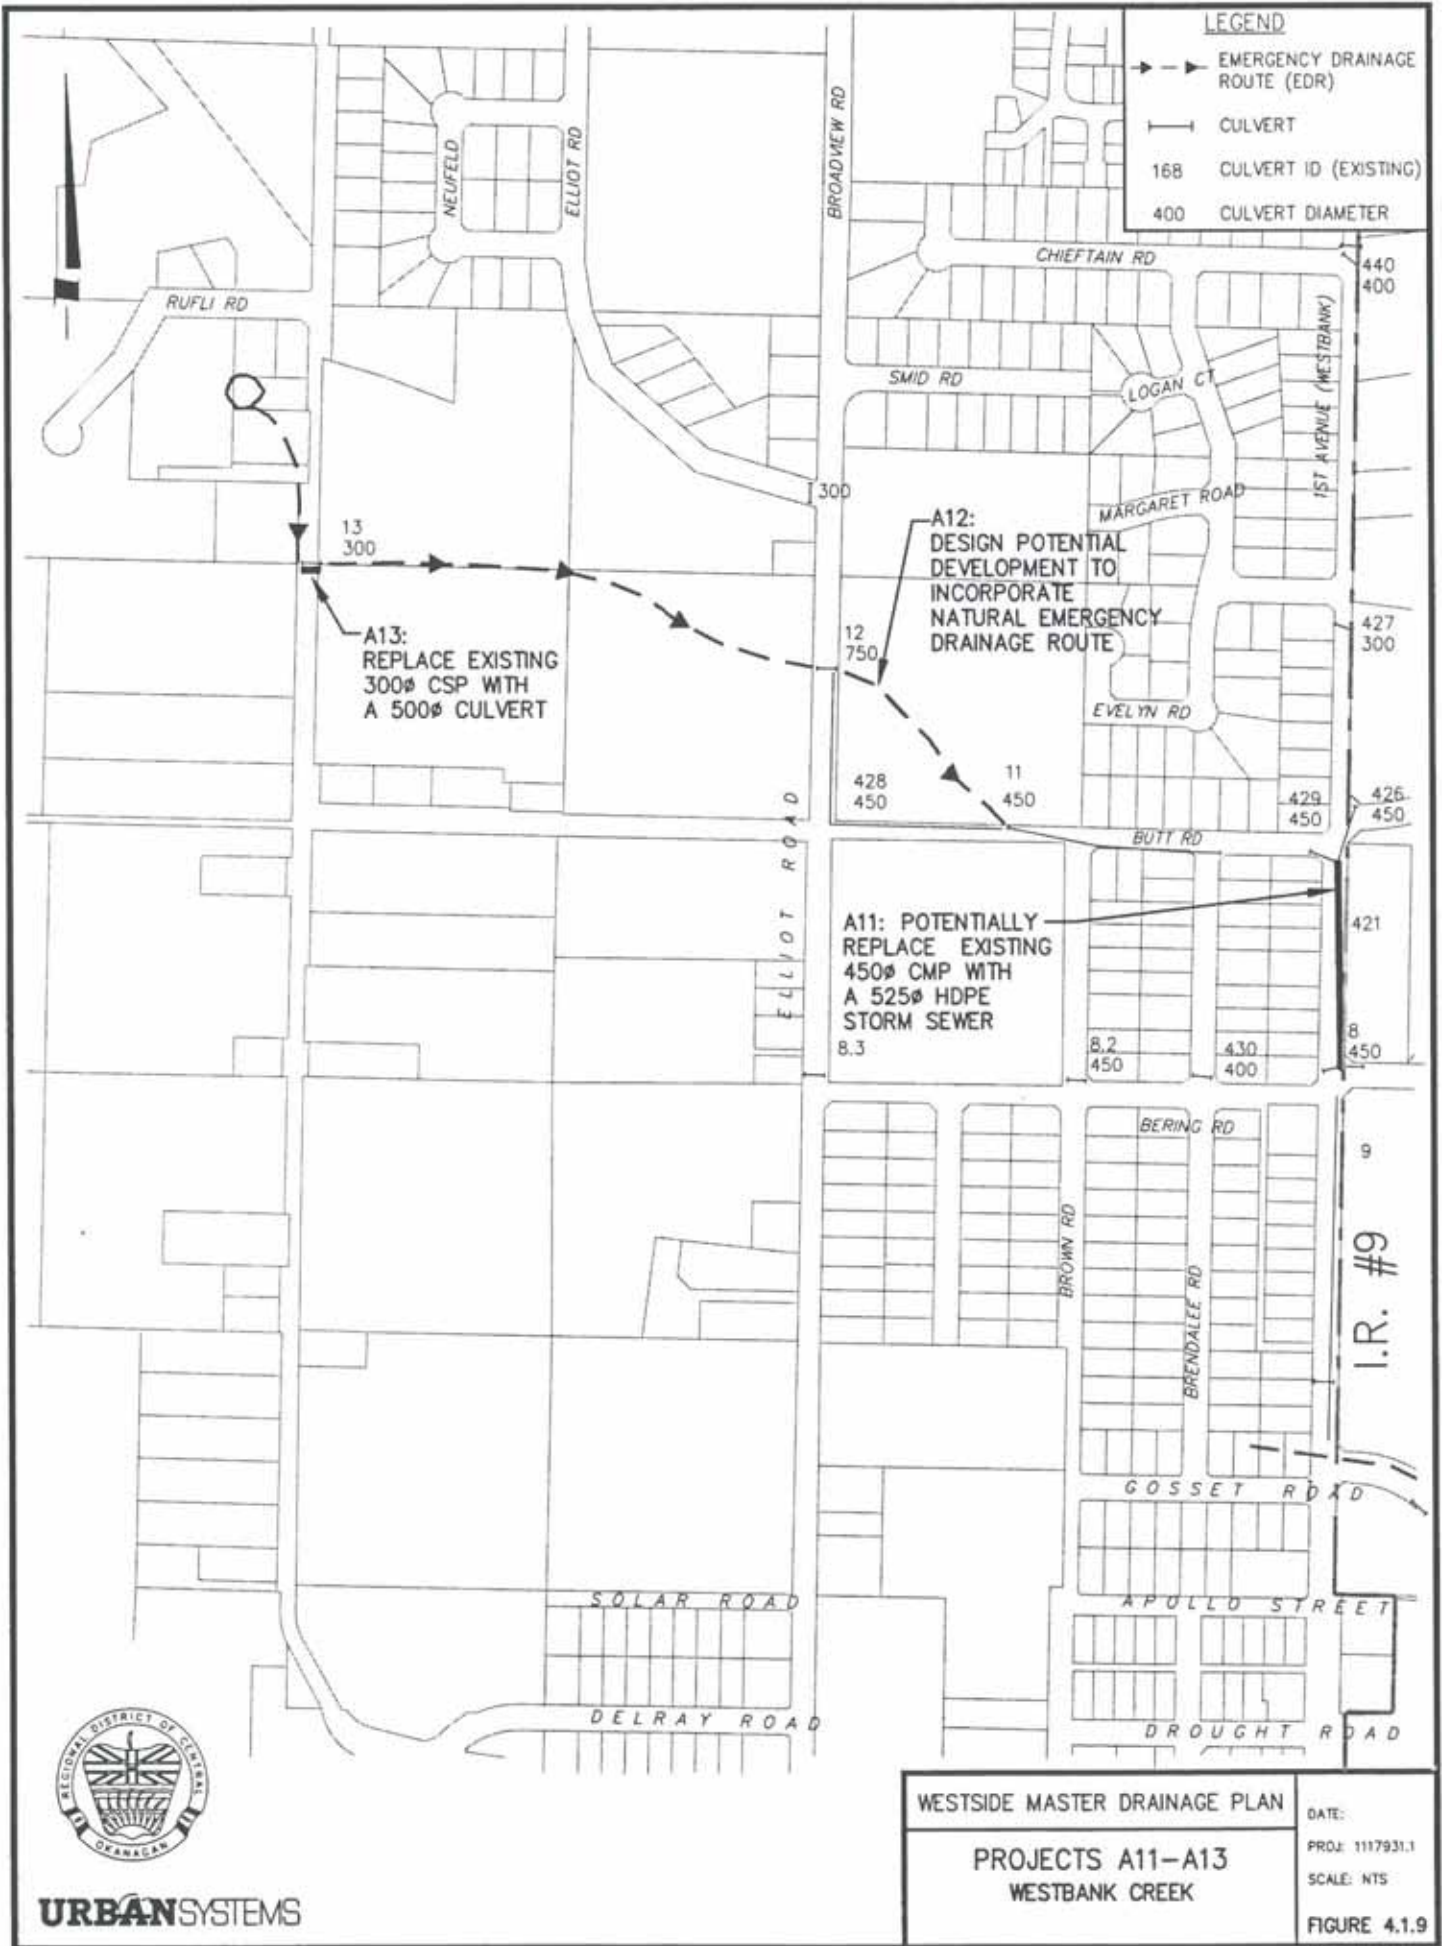 LEGEND
EMERGENCY DRAINAGE
ROUTE (EDR)
CULVERT
168 CULVERT ID (EXISTING)
400 CULVERT DIAMETER
NEUFELD
ELLIOT RD
BROADVIEW RD
CHIEFTAIN RD
440
400
RUFLI RD
1ST AVENUE (WESTBANK)
SMID RD
LOGAN CT
300
MARGARET ROAD
13
300
A12:
DESIGN POTENTIAL
DEVELOPMENT TO
INCORPORATE
NATURAL EMERGENCY
DRAINAGE ROUTE
A13:
REPLACE EXISTING
300ø CSP WITH
A 500ø CULVERT
12
750
427
300
EVELYN RD
428
450
11
450
429
450
426
450
BUTT RD
ELLIOT ROAD
A11: POTENTIALLY
REPLACE EXISTING
450ø CMP WITH
A 525ø HDPE
STORM SEWER
421
8.3
8.2
450
430
400
8
450
BERING RD
9
BROWN RD
BRENDALEE RD
I.R. #9
GOSSET ROAD
SOLAR ROAD
APOLLO STREET
DELRAY ROAD
DROUGHT ROAD
REGIONAL DISTRICT OF CENTRAL
OKANAGAN
URBANSYSTEMS
WESTSIDE MASTER DRAINAGE PLAN
PROJECTS A11-A13
WESTBANK CREEK
DATE:
PROJ: 1117931.1
SCALE: NTS
FIGURE 4.1.9